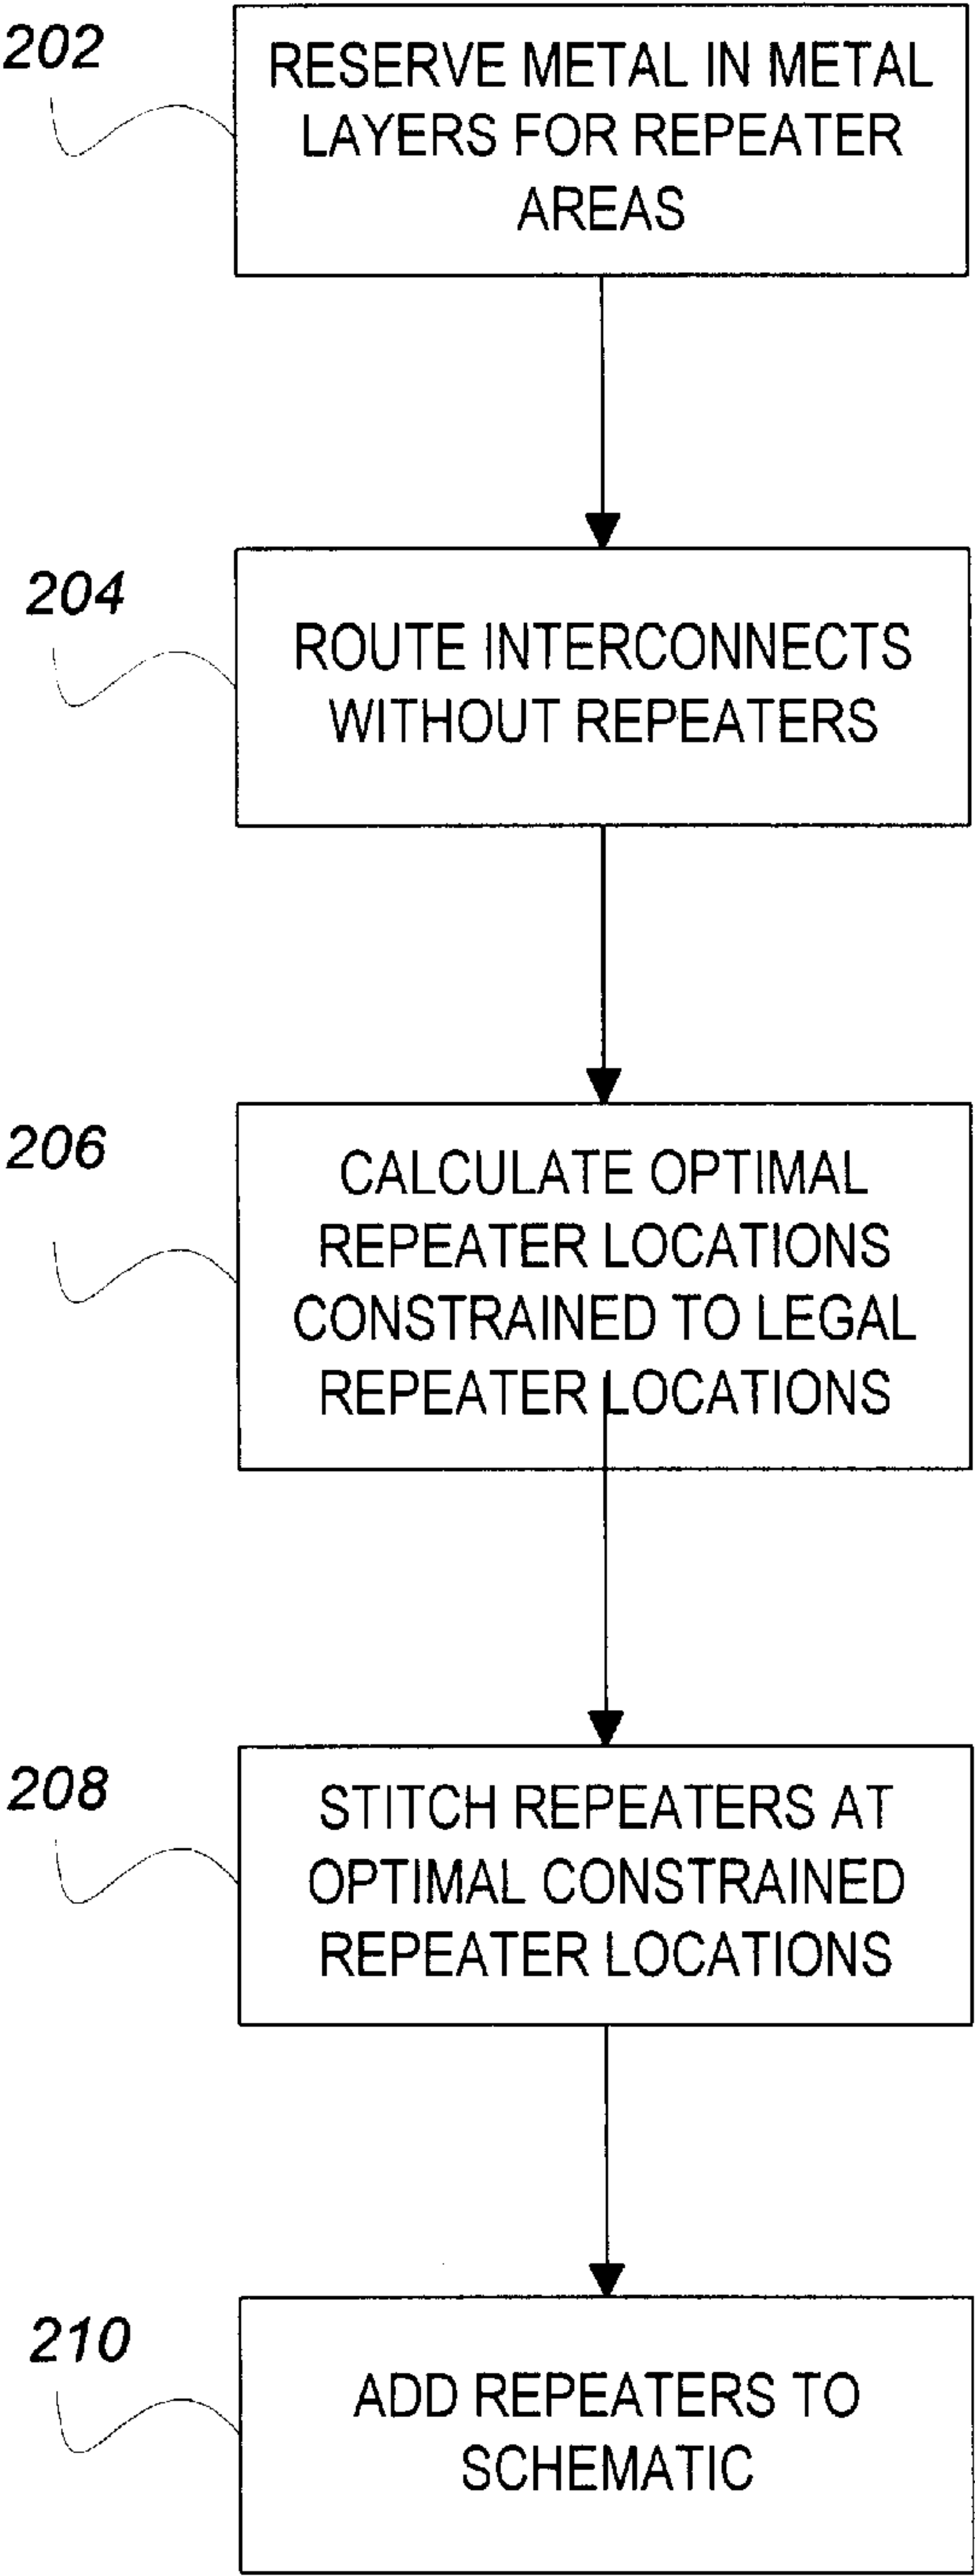 202
RESERVE METAL IN METAL
LAYERS FOR REPEATER
AREAS
204
ROUTE INTERCONNECTS
WITHOUT REPEATERS
206
CALCULATE OPTIMAL
REPEATER LOCATIONS
CONSTRAINED TO LEGAL
REPEATER LOCATIONS
208
STITCH REPEATERS AT
OPTIMAL CONSTRAINED
REPEATER LOCATIONS
210
ADD REPEATERS TO
SCHEMATIC